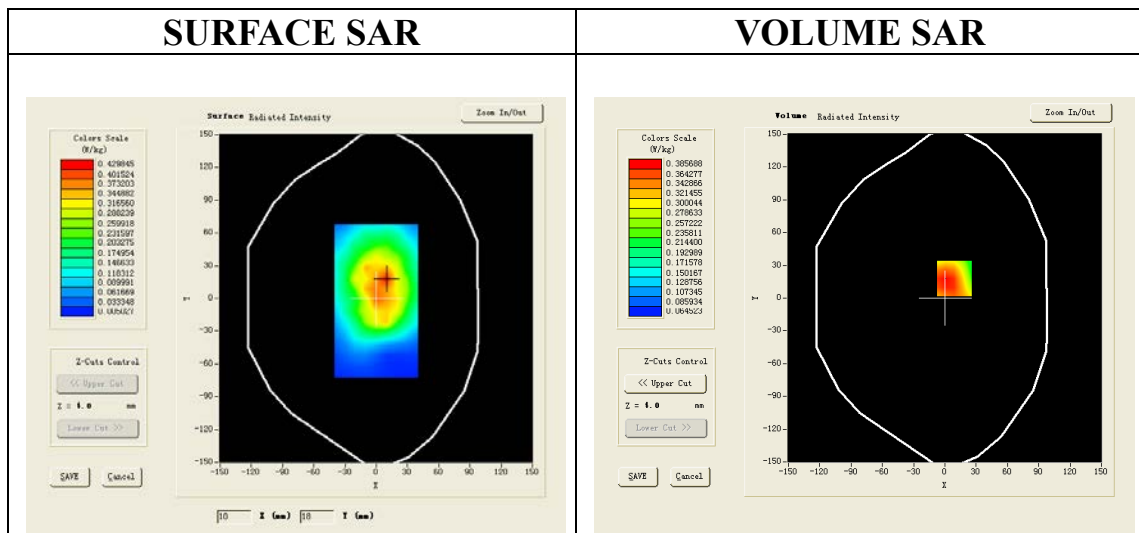 SURFACE SAR
VOLUME SAR
Surface Radiated Intensity
Zoom In/Out
Colors Scale
(W/kg)
0.429845
0.401524
0.373203
0.344882
0.316560
0.288239
0.259918
0.231597
0.203275
0.174954
0.146633
0.118312
0.089991
0.061669
0.033348
0.005027
150
120
90
60
30
0
-30
-60
-90
-120
-150
Y
-150 -120 -90 -60 -30 0 30 60 90 120 150
X
Z-Cuts Control
<< Upper Cut
Z = 4.0 mm
Lower Cut >>
SAVE Cancel
10 X (mm) 18 Y (mm)
Volume Radiated Intensity
Zoom In/Out
Colors Scale
(W/kg)
0.385688
0.364277
0.342866
0.321455
0.300044
0.278633
0.257222
0.235811
0.214400
0.192989
0.171578
0.150167
0.128756
0.107345
0.085934
0.064523
150
120
90
60
30
0
-30
-60
-90
-120
-150
Y
-150 -120 -90 -60 -30 0 30 60 90 120 150
X
Z-Cuts Control
<< Upper Cut
Z = 4.0 mm
Lower Cut >>
SAVE Cancel